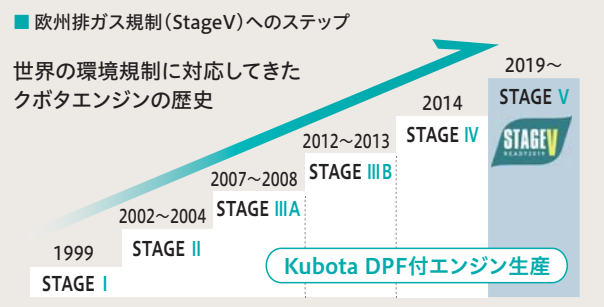 ■ 欧州排ガス規制(StageV)へのステップ
世界の環境規制に対応してきた
クボタエンジンの歴史
1999
STAGE I
2002～2004
STAGE II
2007～2008
STAGE IIIA
2012～2013
STAGE IIIB
2014
STAGE IV
2019～
STAGE V
STAGEV
READY2019
Kubota DPF付エンジン生産